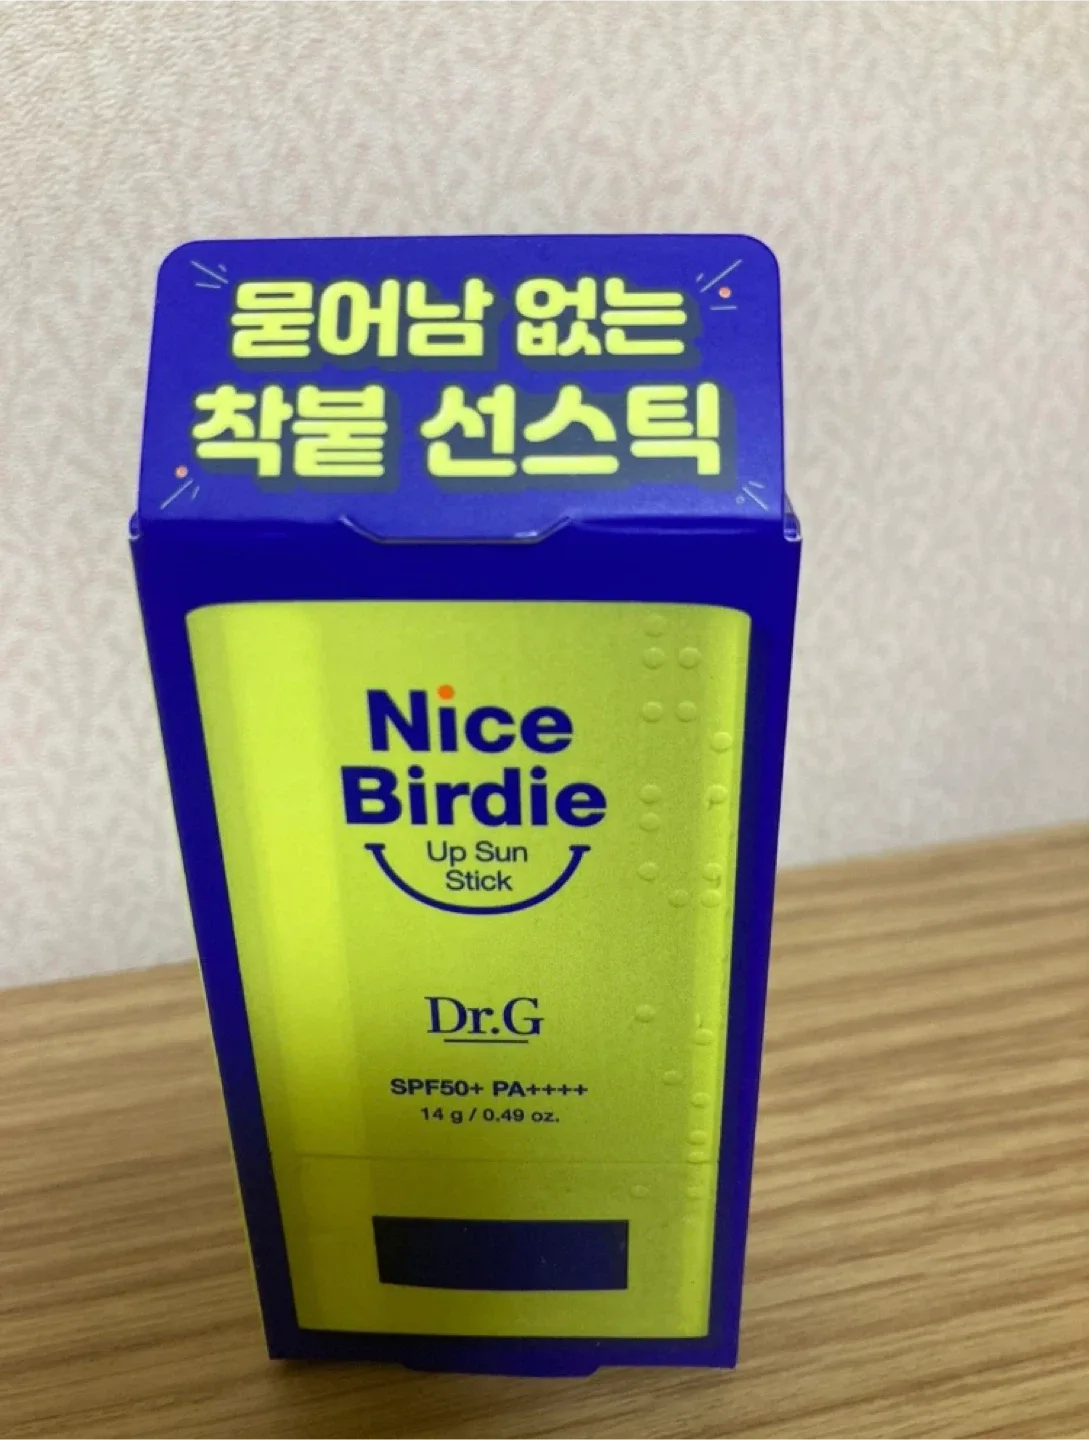 묻어남 없는
착붙 선스틱
Nice
Birdie
Up Sun
Stick
Dr.G
SPF50+ PA++++
14 g / 0.49 oz.